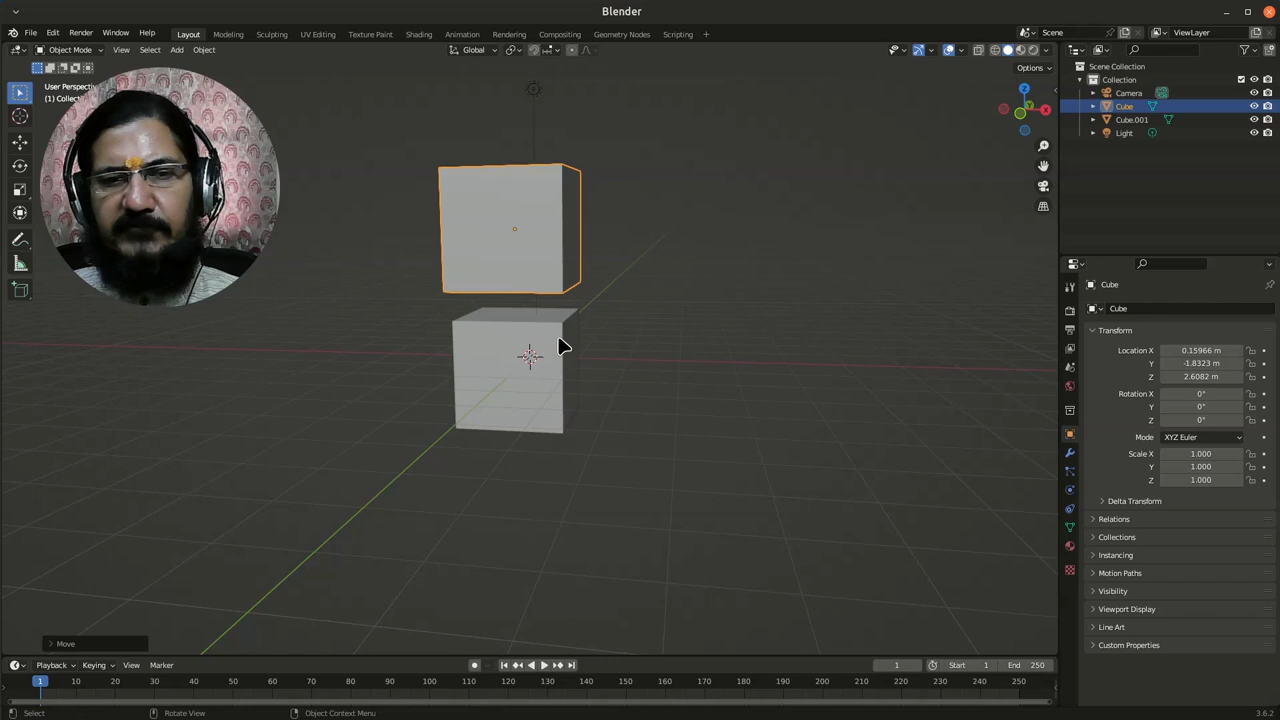 Blender
File Edit Render Window Help Layout Modeling Sculpting UV Editing Texture Paint Shading Animation Rendering Compositing Geometry Nodes Scripting + Scene ViewLayer
Object Mode View Select Add Object Global
Options
User Perspective
(1) Collec
X
Z
Scene Collection
Collection
Camera
Cube
Cube.001
Light
Cube
Cube
Transform
Location X 0.15966 m
Y -1.8323 m
Z 2.6082 m
Rotation X 0°
Y 0°
Z 0°
Mode XYZ Euler
Scale X 1.000
Y 1.000
Z 1.000
Delta Transform
Relations
Collections
Instancing
Motion Paths
Visibility
Viewport Display
Line Art
Custom Properties
Move
Playback Keying View Marker 1 Start 1 End 250
1 10 20 30 40 50 60 70 80 90 100 110 120 130 140 150 160 170 180 190 200 210 220 230 240 250
Select Rotate View Object Context Menu 3.6.2